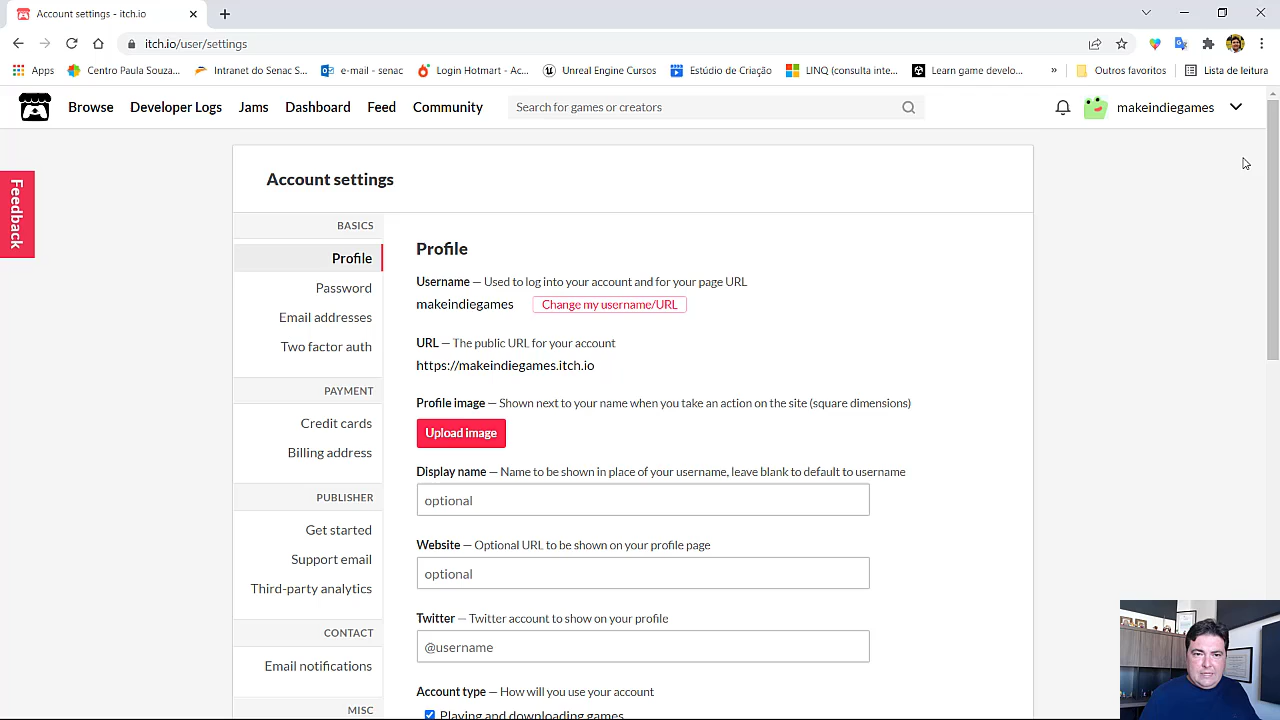 Account settings - itch.io
itch.io/user/settings
Apps
Centro Paula Souza...
Intranet do Senac S...
e-mail - senac
Login Hotmart - Ac...
Unreal Engine Cursos
Estúdio de Criação
LINQ (consulta inte...
Learn game develo...
»
Outros favoritos
Lista de leitura
Browse
Developer Logs
Jams
Dashboard
Feed
Community
Search for games or creators
makeindiegames
Feedback
Account settings
BASICS
Profile
Password
Email addresses
Two factor auth
PAYMENT
Credit cards
Billing address
PUBLISHER
Get started
Support email
Third-party analytics
CONTACT
Email notifications
MISC
Profile
Username — Used to log into your account and for your page URL
makeindiegames
Change my username/URL
URL — The public URL for your account
https://makeindiegames.itch.io
Profile image — Shown next to your name when you take an action on the site (square dimensions)
Upload image
Display name — Name to be shown in place of your username, leave blank to default to username
optional
Website — Optional URL to be shown on your profile page
optional
Twitter — Twitter account to show on your profile
@username
Account type — How will you use your account
Playing and downloading games